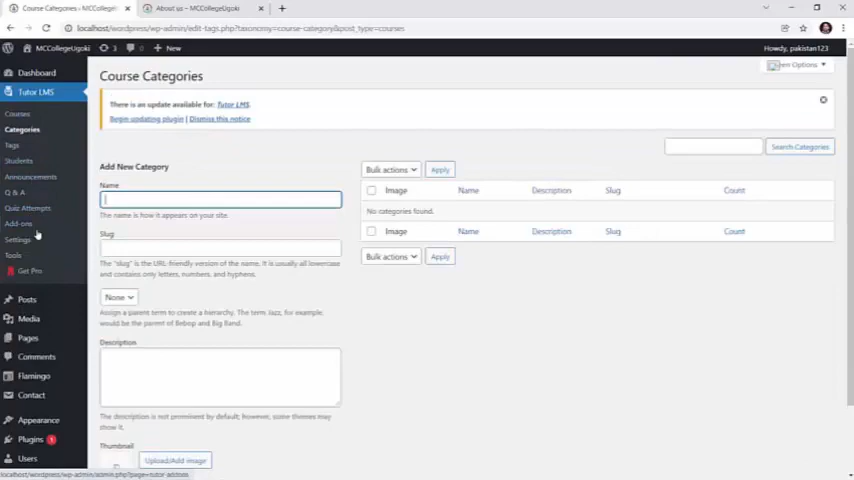 Course Categories ‹ MCCollegeUgoki
About us – MCCollegeUgoki
localhost/wordpress/wp-admin/edit-tags.php?taxonomy=course-category&post_type=courses
MCCollegeUgoki
3
New
Howdy, pakistan123
Dashboard
Tutor LMS
Courses
Categories
Tags
Students
Announcements
Q & A
Quiz Attempts
Add-ons
Settings
Tools
Get Pro
Posts
Media
Pages
Comments
Flamingo
Contact
Appearance
Plugins 1
Users
Options
Course Categories
There is an update available for: Tutor LMS.
Begin updating plugin | Dismiss this notice
Search Categories
Add New Category
Name
The name is how it appears on your site.
Slug
The "slug" is the URL-friendly version of the name. It is usually all lowercase
and contains only letters, numbers, and hyphens.
None
Assign a parent term to create a hierarchy. The term Jazz, for example,
would be the parent of Bebop and Big Band.
Description
The description is not prominent by default; however, some themes may
show it.
Thumbnail
Upload/Add image
Bulk actions Apply
Image Name Description Slug Count
No categories found.
Image Name Description Slug Count
Bulk actions Apply
localhost/wordpress/wp-admin/admin.php?page=tutor-addons